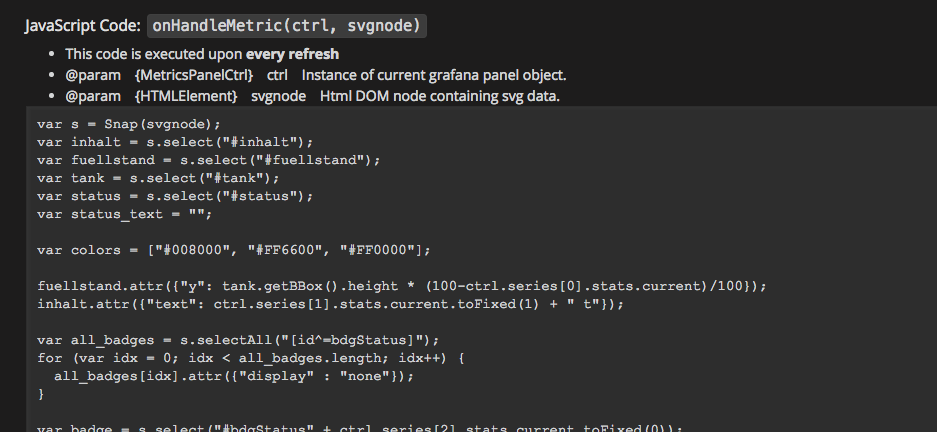 JavaScript Code: onHandleMetric(ctrl, svgnode)
• This code is executed upon every refresh
• @param {MetricsPanelCtrl} ctrl Instance of current grafana panel object.
• @param {HTMLElement} svgnode Html DOM node containing svg data.
var s = Snap(svgnode);
var inhalt = s.select("#inhalt");
var fuellstand = s.select("#fuellstand");
var tank = s.select("#tank");
var status = s.select("#status");
var status_text = "";
var colors = ["#008000", "#FF6600", "#FF0000"];
fuellstand.attr({"y": tank.getBBox().height * (100-ctrl.series[0].stats.current)/100});
inhalt.attr({"text": ctrl.series[1].stats.current.toFixed(1) + " t"});
var all_badges = s.selectAll("[id^=bdgStatus]");
for (var idx = 0; idx < all_badges.length; idx++) {
  all_badges[idx].attr({"display" : "none"});
}
var badge = s.select("#bdgStatus" + ctrl.series[2].stats.current.toFixed(0));